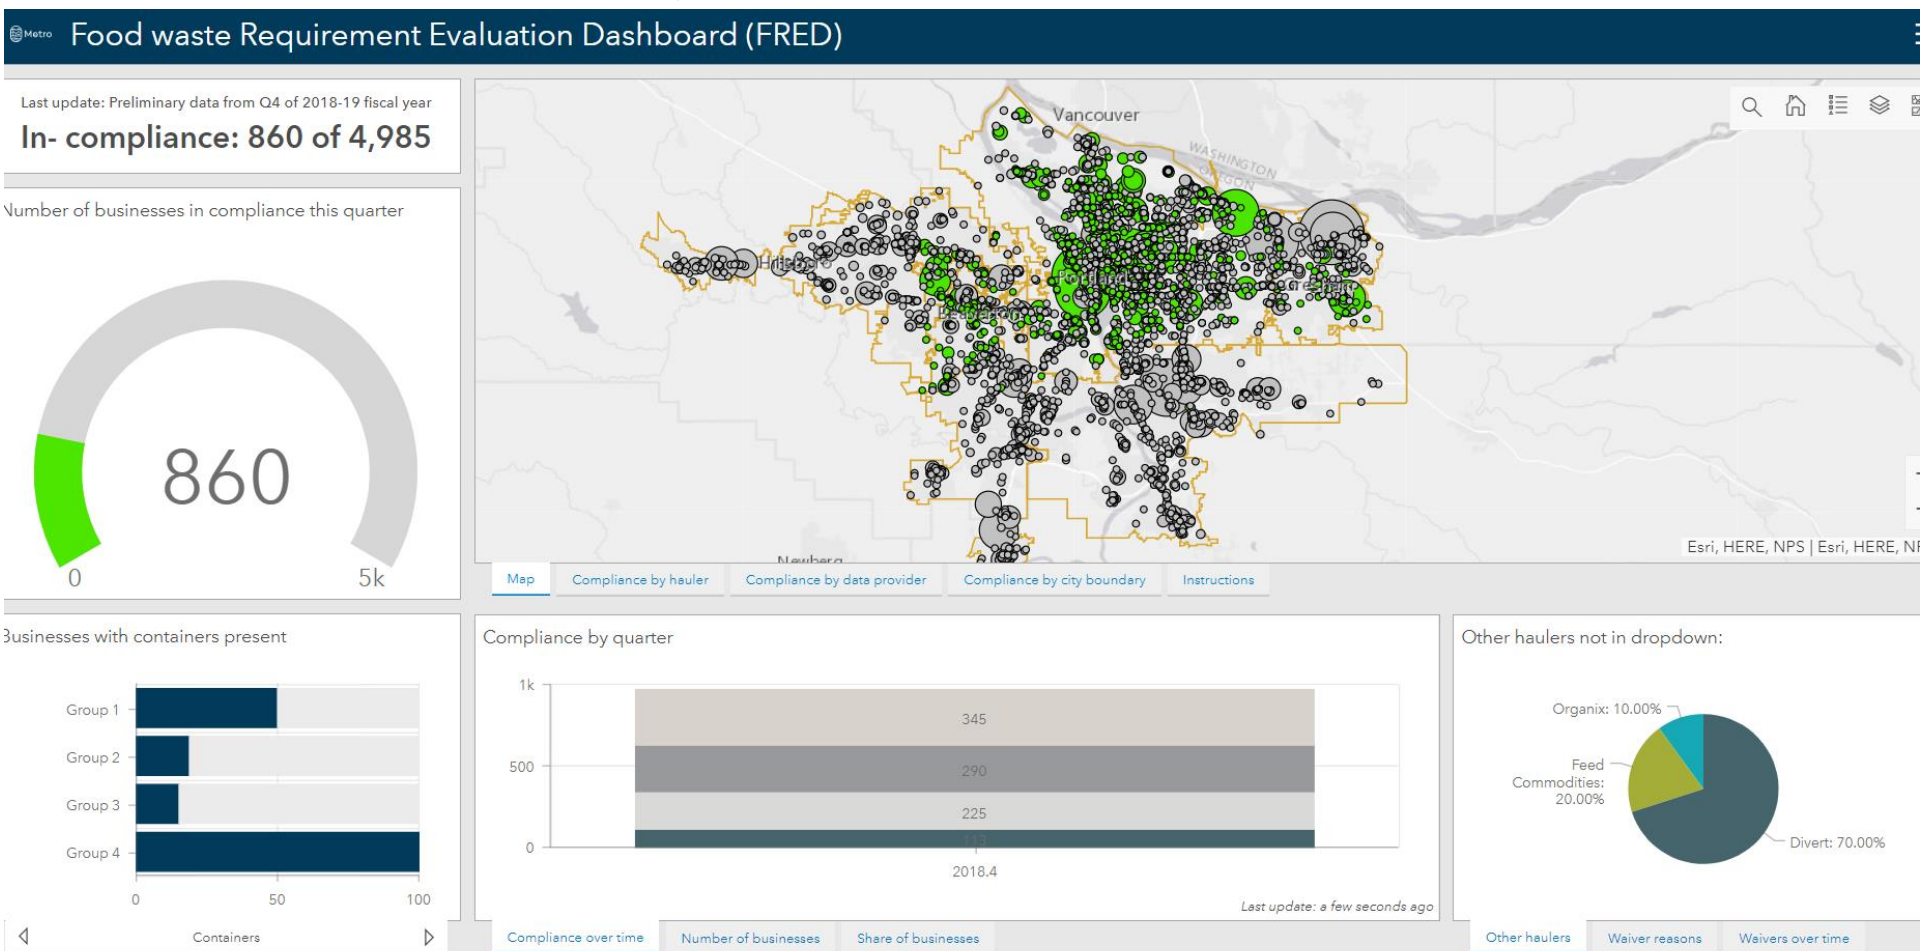 Metro
Food waste Requirement Evaluation Dashboard (FRED)
Last update: Preliminary data from Q4 of 2018-19 fiscal year
In- compliance: 860 of 4,985
Number of businesses in compliance this quarter
860
0
5k
Vancouver
WASHINGTON
OREGON
Hillsboro
Portland
Gresham
Beaverton
Newberg
Esri, HERE, NPS | Esri, HERE,
Map
Compliance by hauler
Compliance by data provider
Compliance by city boundary
Instructions
Businesses with containers present
Group 1
Group 2
Group 3
Group 4
0
50
100
Containers
Compliance by quarter
1k
500
0
345
290
225
2018.4
Last update: a few seconds ago
Compliance over time
Number of businesses
Share of businesses
Other haulers not in dropdown:
Organix: 10.00%
Feed
Commodities:
20.00%
Divert: 70.00%
Other haulers
Waiver reasons
Waivers over time